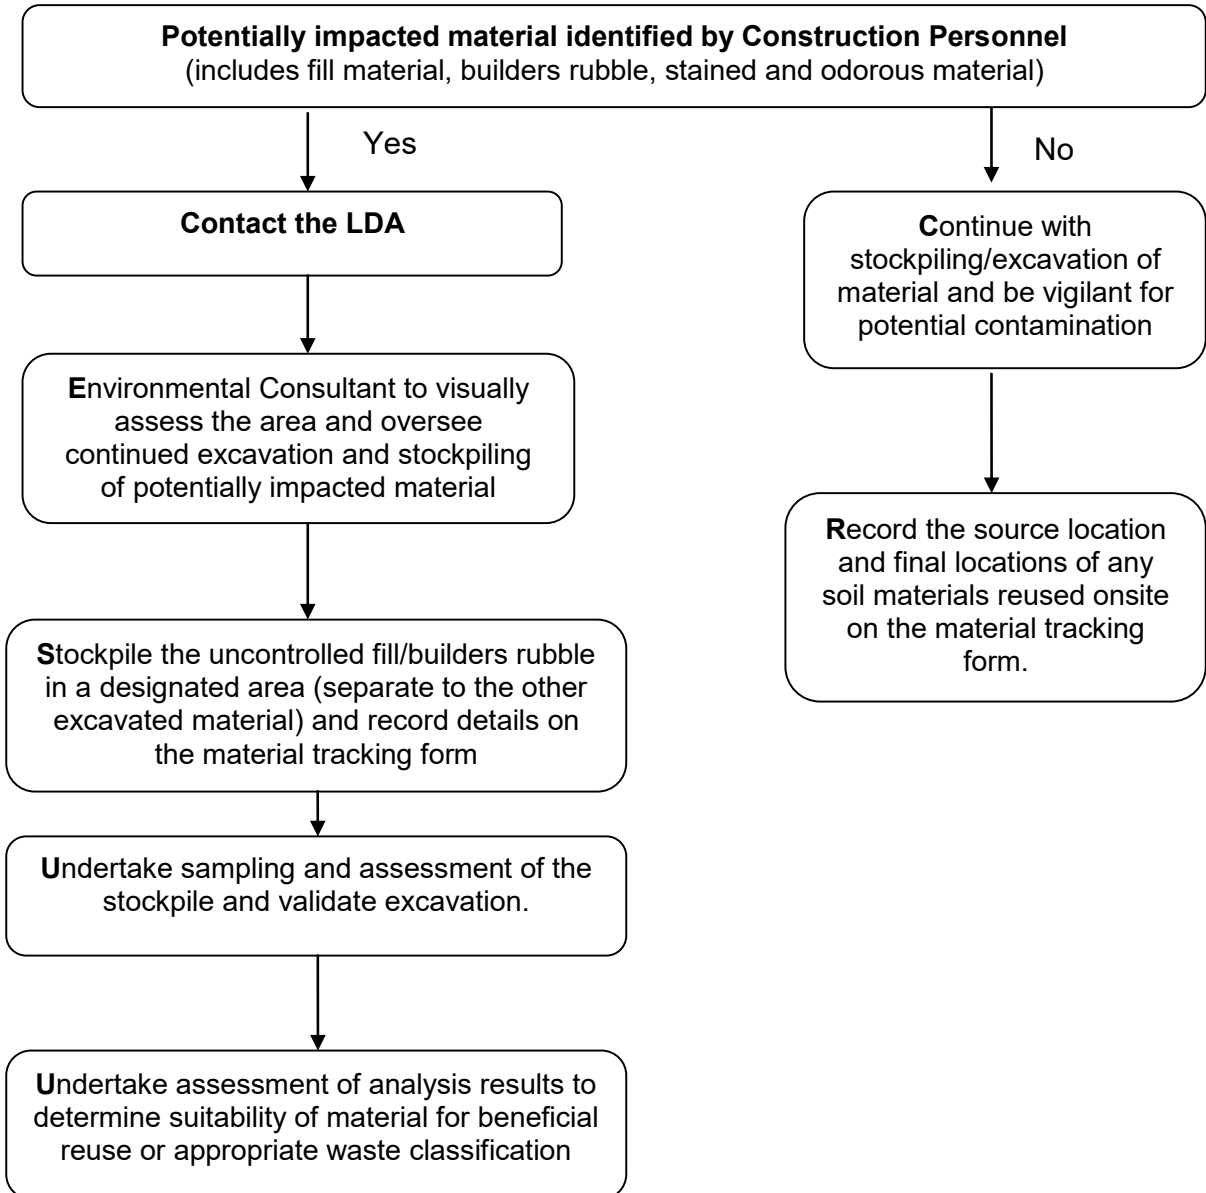 Potentially impacted material identified by Construction Personnel
(includes fill material, builders rubble, stained and odorous material)
Yes
No
Contact the LDA
Continue with
stockpiling/excavation of
material and be vigilant for
potential contamination
Environmental Consultant to visually
assess the area and oversee
continued excavation and stockpiling
of potentially impacted material
Record the source location
and final locations of any
soil materials reused onsite
on the material tracking
form.
Stockpile the uncontrolled fill/builders rubble
in a designated area (separate to the other
excavated material) and record details on
the material tracking form
Undertake sampling and assessment of the
stockpile and validate excavation.
Undertake assessment of analysis results to
determine suitability of material for beneficial
reuse or appropriate waste classification